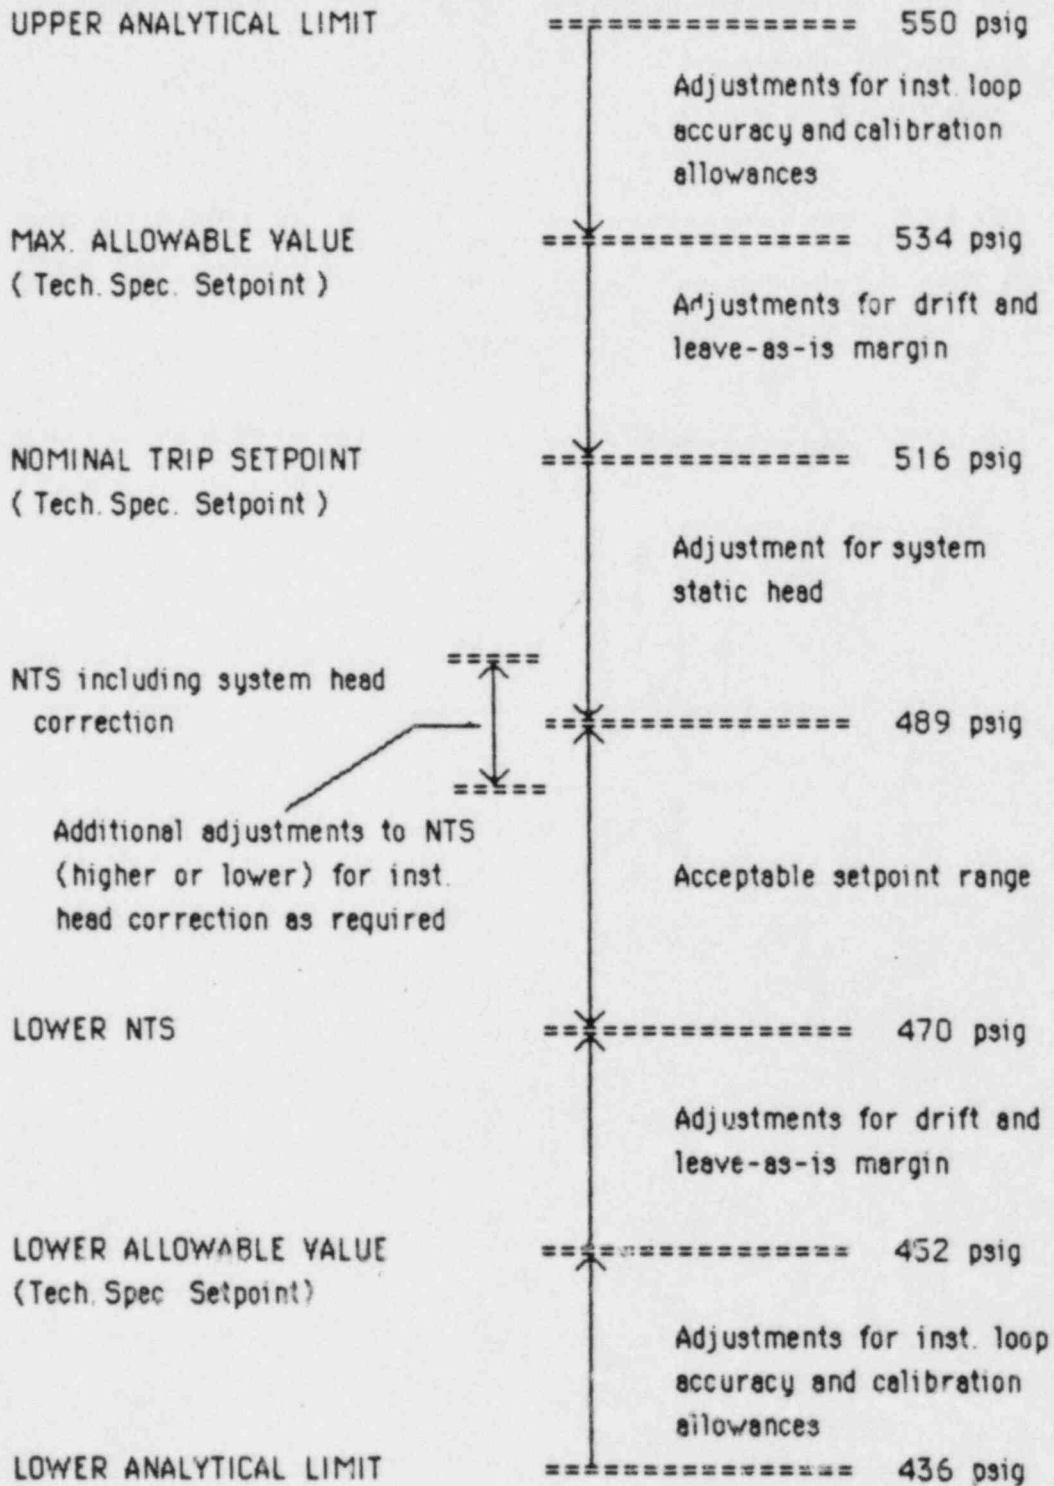 UPPER ANALYTICAL LIMIT ================ 550 psig
Adjustments for inst. loop
accuracy and calibration
allowances
MAX. ALLOWABLE VALUE ================ 534 psig
( Tech. Spec. Setpoint )
Adjustments for drift and
leave-as-is margin
NOMINAL TRIP SETPOINT ================ 516 psig
( Tech. Spec. Setpoint )
Adjustment for system
static head
NTS including system head
correction
================ 489 psig
Additional adjustments to NTS
(higher or lower) for inst.
head correction as required
Acceptable setpoint range
LOWER NTS ================ 470 psig
Adjustments for drift and
leave-as-is margin
LOWER ALLOWABLE VALUE ================ 452 psig
(Tech. Spec Setpoint)
Adjustments for inst. loop
accuracy and calibration
allowances
LOWER ANALYTICAL LIMIT ================ 436 psig